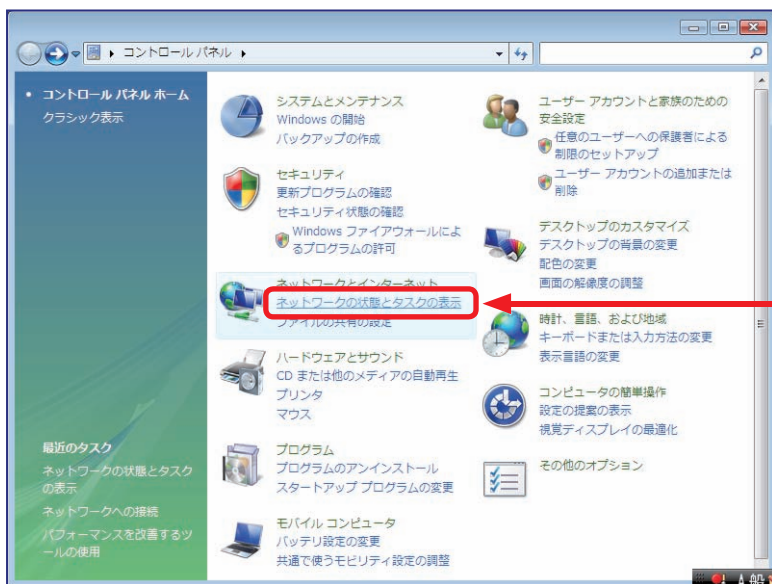 コントロール パネル
コントロール パネル ホーム
クラシック表示
システムとメンテナンス
Windows の開始
バックアップの作成
セキュリティ
更新プログラムの確認
セキュリティ状態の確認
Windows ファイアウォールによ
るプログラムの許可
ネットワークとインターネット
ネットワークの状態とタスクの表示
ファイルの共有の設定
ハードウェアとサウンド
CD または他のメディアの自動再生
プリンタ
マウス
プログラム
プログラムのアンインストール
スタートアップ プログラムの変更
モバイル コンピュータ
バッテリ設定の変更
共通で使うモビリティ設定の調整
ユーザー アカウントと家族のための
安全設定
任意のユーザーへの保護者による
制限のセットアップ
ユーザー アカウントの追加または
削除
デスクトップのカスタマイズ
デスクトップの背景の変更
配色の変更
画面の解像度の調整
時計、言語、および地域
キーボードまたは入力方法の変更
表示言語の変更
コンピュータの簡単操作
設定の提案の表示
視覚ディスプレイの最適化
その他のオプション
最近のタスク
ネットワークの状態とタスク
の表示
ネットワークへの接続
パフォーマンスを改善するツ
ールの使用
A 般